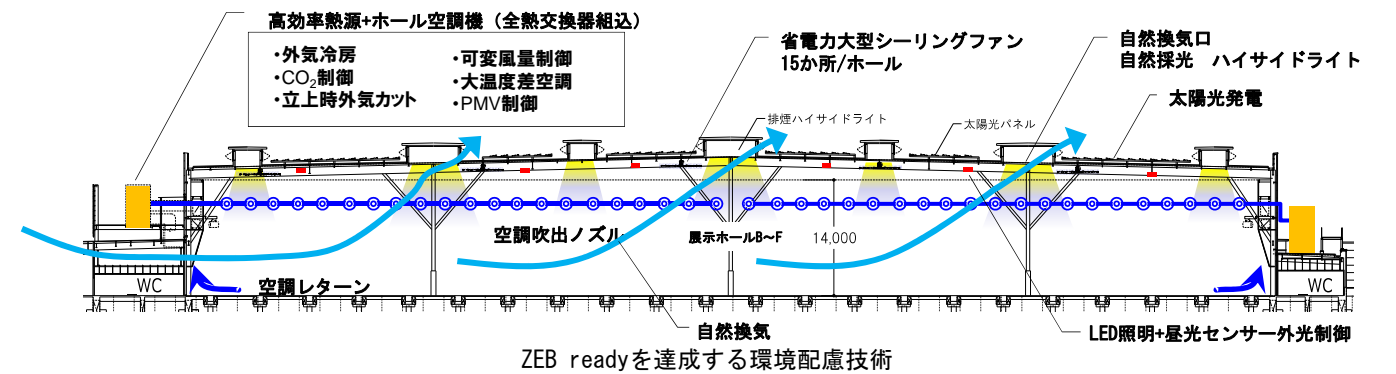 高効率熱源+ホール空調機（全熱交換器組込）
・外気冷房
・CO₂制御
・立上時外気カット
・可変風量制御
・大温度差空調
・PMV制御
省電力大型シーリングファン
15か所/ホール
自然換気口
自然採光　ハイサイドライト
太陽光発電
排煙ハイサイドライト
太陽光パネル
空調吹出ノズル
展示ホールB～F
14,000
WC
空調レターン
WC
自然換気
LED照明+昼光センサー外光制御
ZEB readyを達成する環境配慮技術